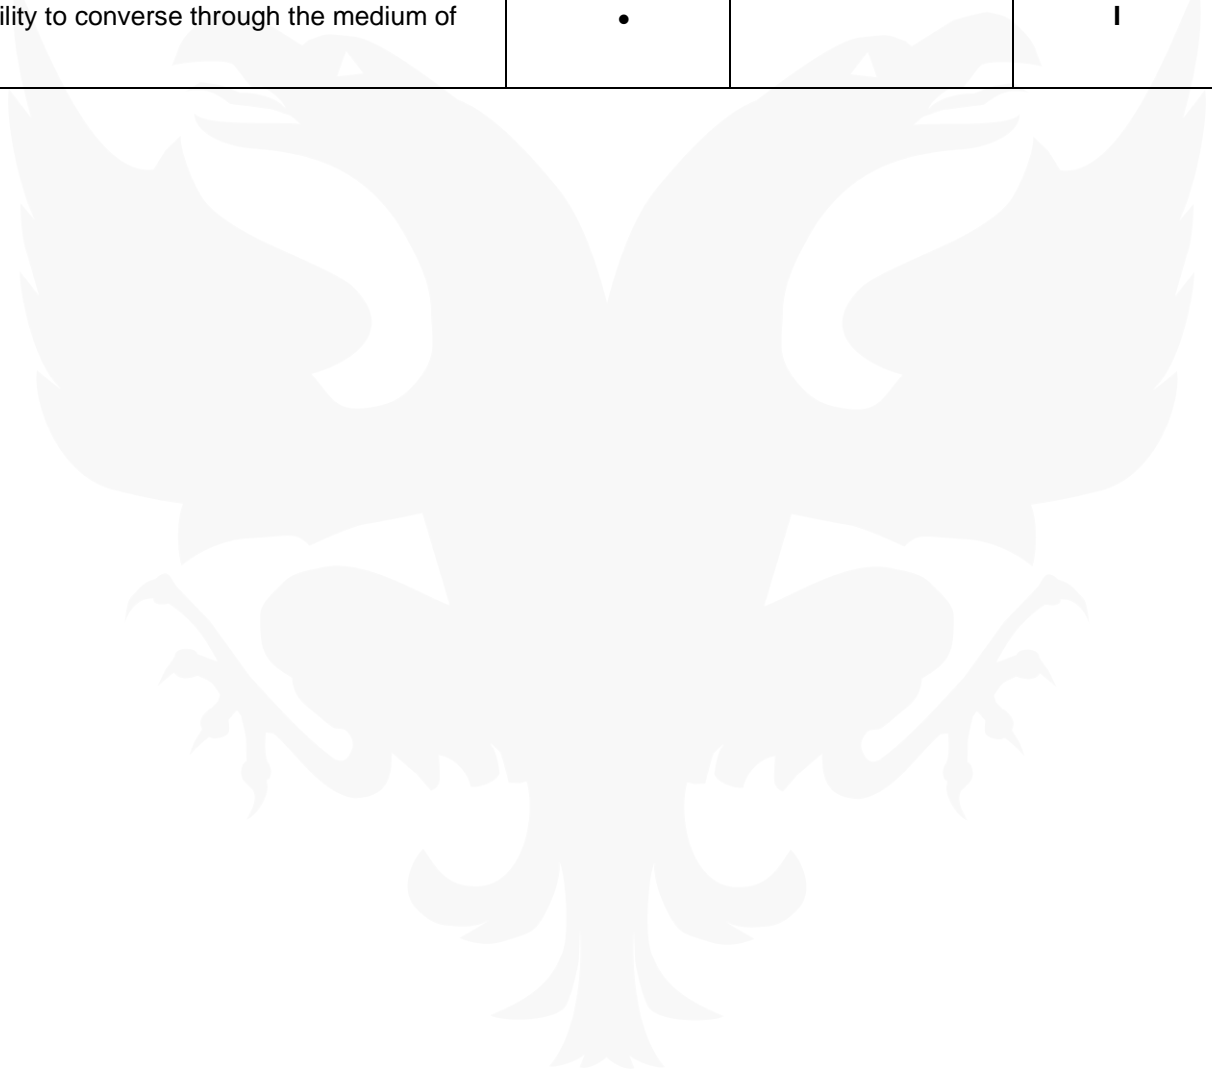 ility to converse through the medium of • I